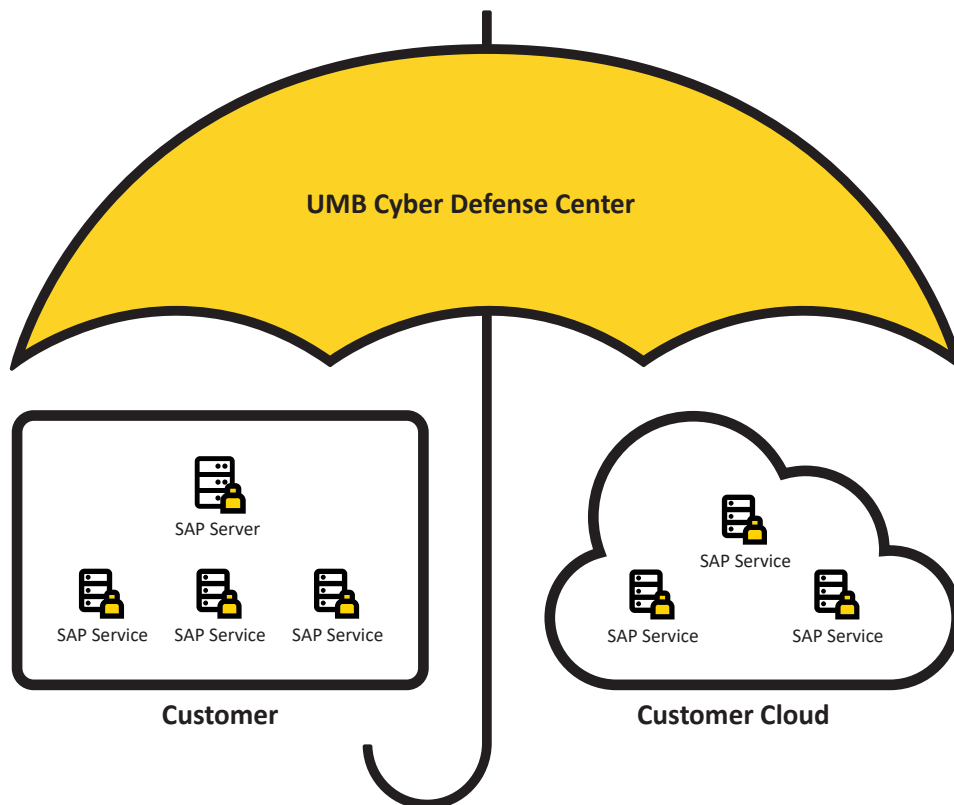 UMB Cyber Defense Center
SAP Server
SAP Service
SAP Service
SAP Service
Customer
SAP Service
SAP Service
SAP Service
Customer Cloud